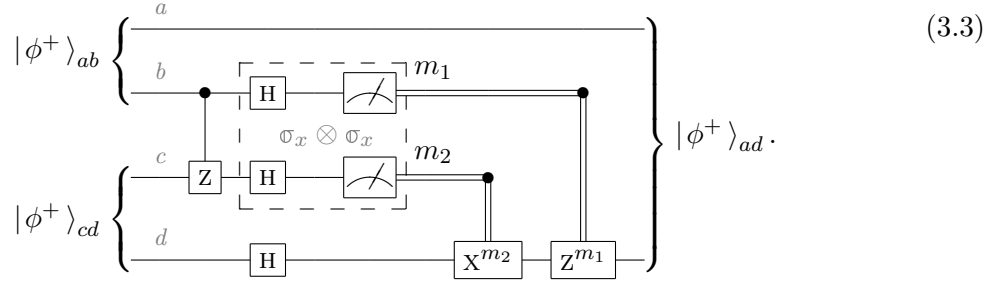 a
(3.3)
|ϕ⁺⟩ab
b
H
m1
σx ⊗ σx
|ϕ⁺⟩ad.
c
m2
Z
H
|ϕ⁺⟩cd
d
H
X^m2
Z^m1